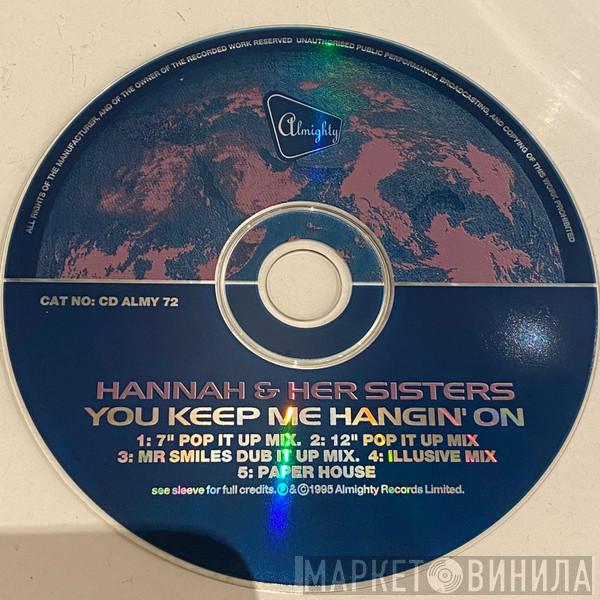 ALL RIGHTS OF THE MANUFACTURER, AND OF THE OWNER OF THE RECORDED WORK RESERVED UNAUTHORISED PUBLIC PERFORMANCE, BROADCASTING, AND COPYING OF THIS WORK PROHIBITED
Almighty
CAT NO: CD ALMY 72
HANNAH & HER SISTERS
YOU KEEP ME HANGIN' ON
1: 7" POP IT UP MIX. 2: 12" POP IT UP MIX
3: MR SMILES DUB IT UP MIX. 4: ILLUSIVE MIX
5: PAPER HOUSE
see sleeve for full credits. Ⓟ & © 1995 Almighty Records Limited.
МАРКЕТ ВИНИЛА